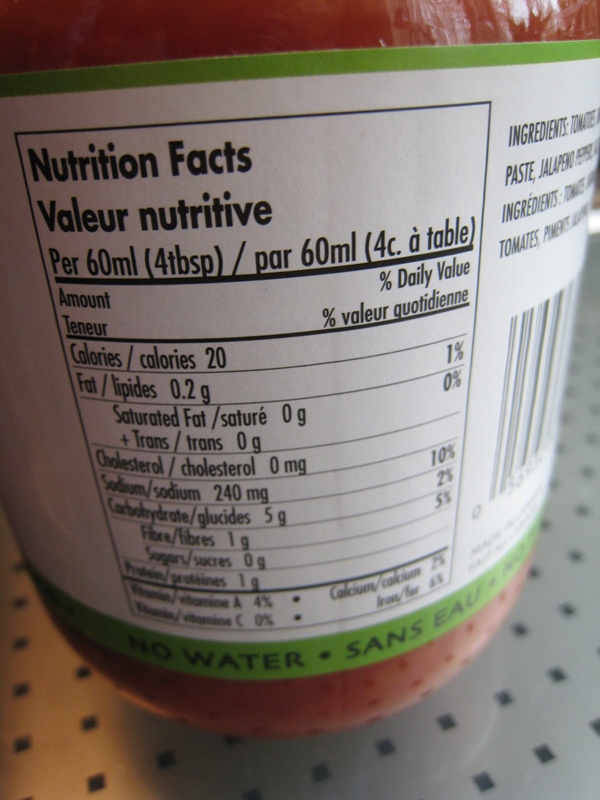 Nutrition Facts
Valeur nutritive
Per 60ml (4tbsp) / par 60ml (4c. à table)
Amount % Daily Value
Teneur % valeur quotidienne
Calories / calories 20
Fat / lipides 0.2 g 1%
Saturated Fat /saturé 0 g 0%
+ Trans / trans 0 g
Cholesterol / cholesterol 0 mg
Sodium/sodium 240 mg 10%
Carbohydrate/glucides 5 g 2%
Fibre/fibres 1 g 5%
Sugars/sucres 0 g
Protein/protéines 1 g
Vitamin/vitamine A 4% • Calcium/calcium 2%
Vitamin/vitamine C 0% • Iron/fer 6%
INGREDIENTS: TOMATOES
PASTE, JALAPENO PEPPERS
INGRÉDIENTS: TOMATES,
TOMATES, PIMENTS
0
MADE IN
NO WATER • SANS EAU •